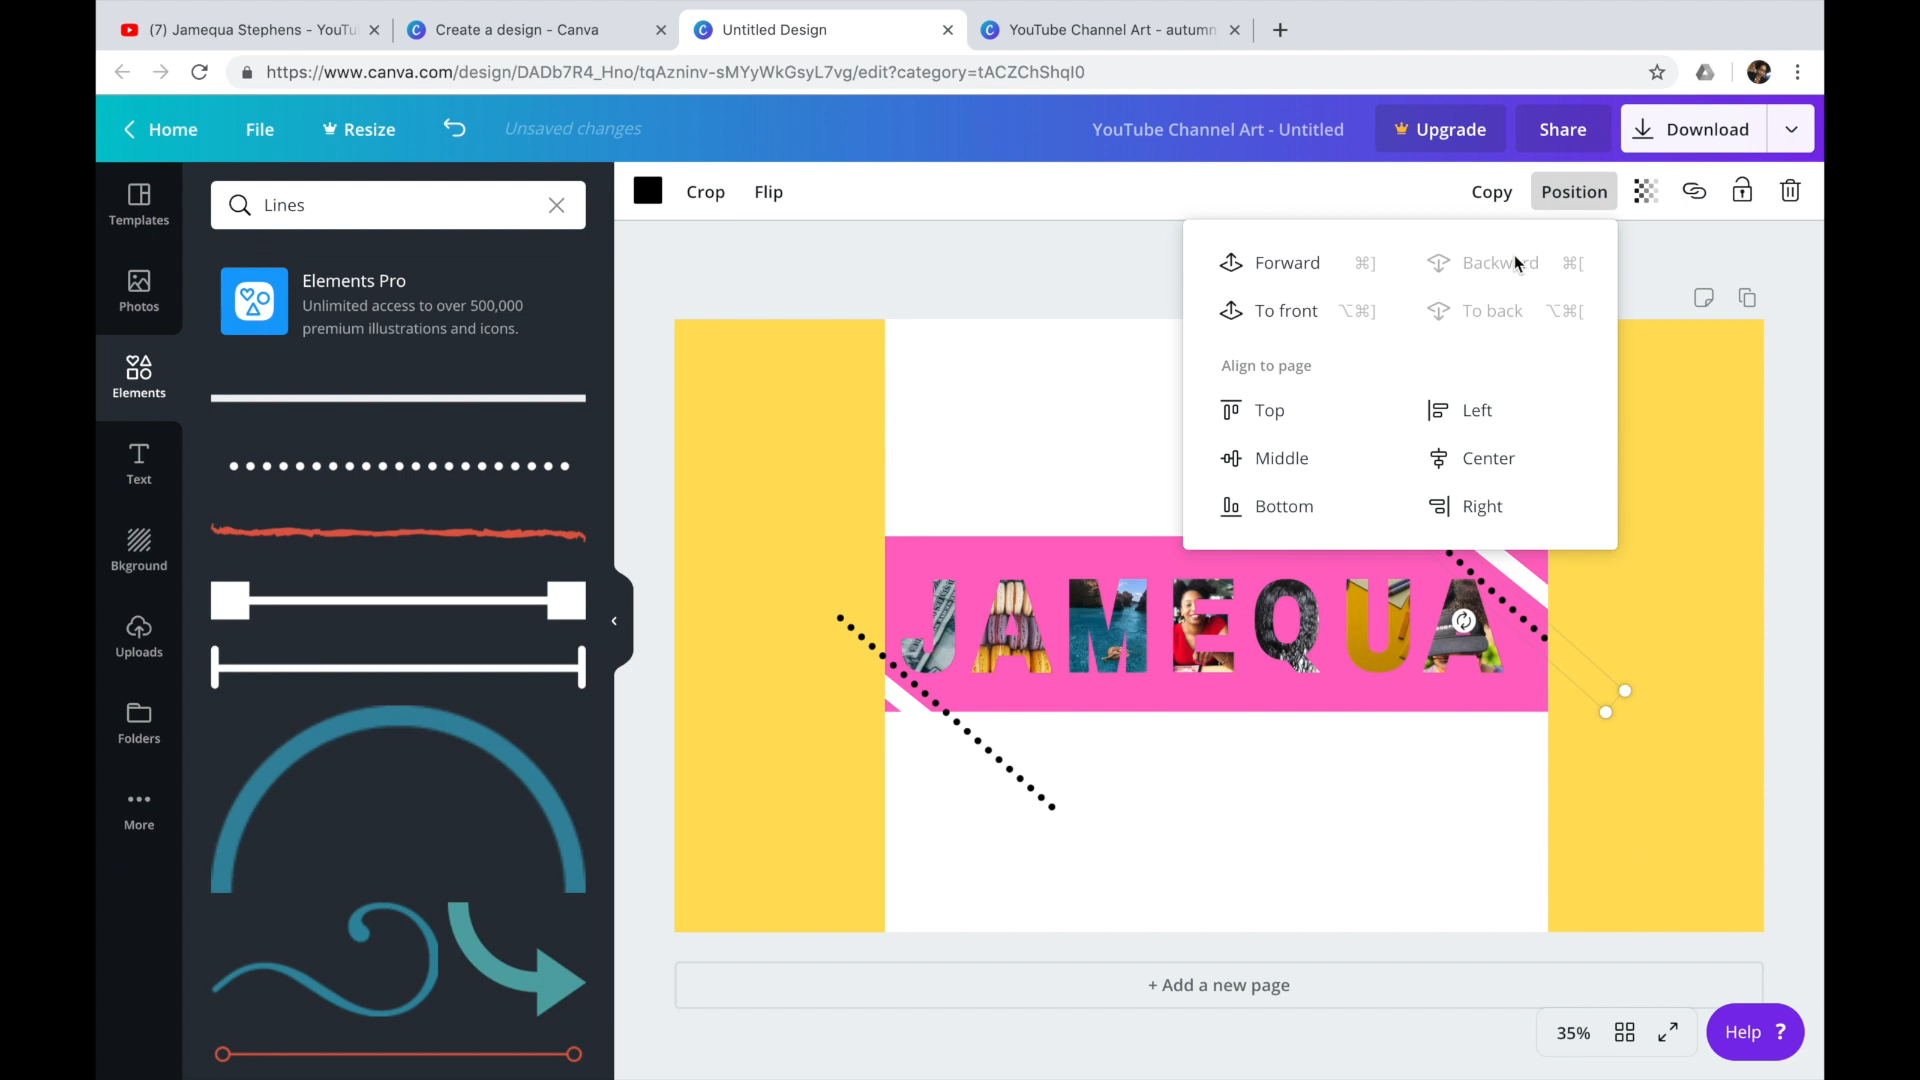 (7) Jamequa Stephens - YouTu
Create a design - Canva
Untitled Design
YouTube Channel Art - autumn
https://www.canva.com/design/DADb7R4_Hno/tqAzninv-sMYyWkGsyL7vg/edit?category=tACZChShqI0
Home
File
Resize
Unsaved changes
YouTube Channel Art - Untitled
Upgrade
Share
Download
Templates
Photos
Elements
Text
Bkground
Uploads
Folders
More
Lines
Elements Pro
Unlimited access to over 500,000
premium illustrations and icons.
Crop
Flip
Copy
Position
Forward ⌘]
Backward ⌘[
To front ⌥⌘]
To back ⌥⌘[
Align to page
Top
Left
Middle
Center
Bottom
Right
JAMEQUA
+ Add a new page
35%
Help ?